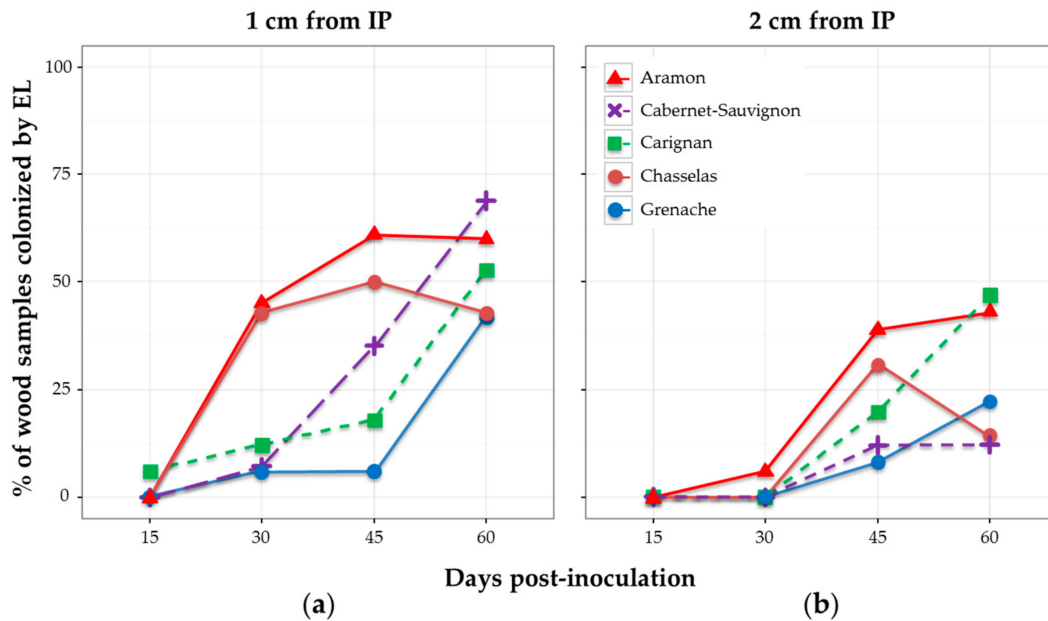 1 cm from IP
2 cm from IP
% of wood samples colonized by EL
100
75
50
25
0
15 30 45 60
Aramon
Cabernet-Sauvignon
Carignan
Chasselas
Grenache
15 30 45 60
Days post-inoculation
(a)
(b)